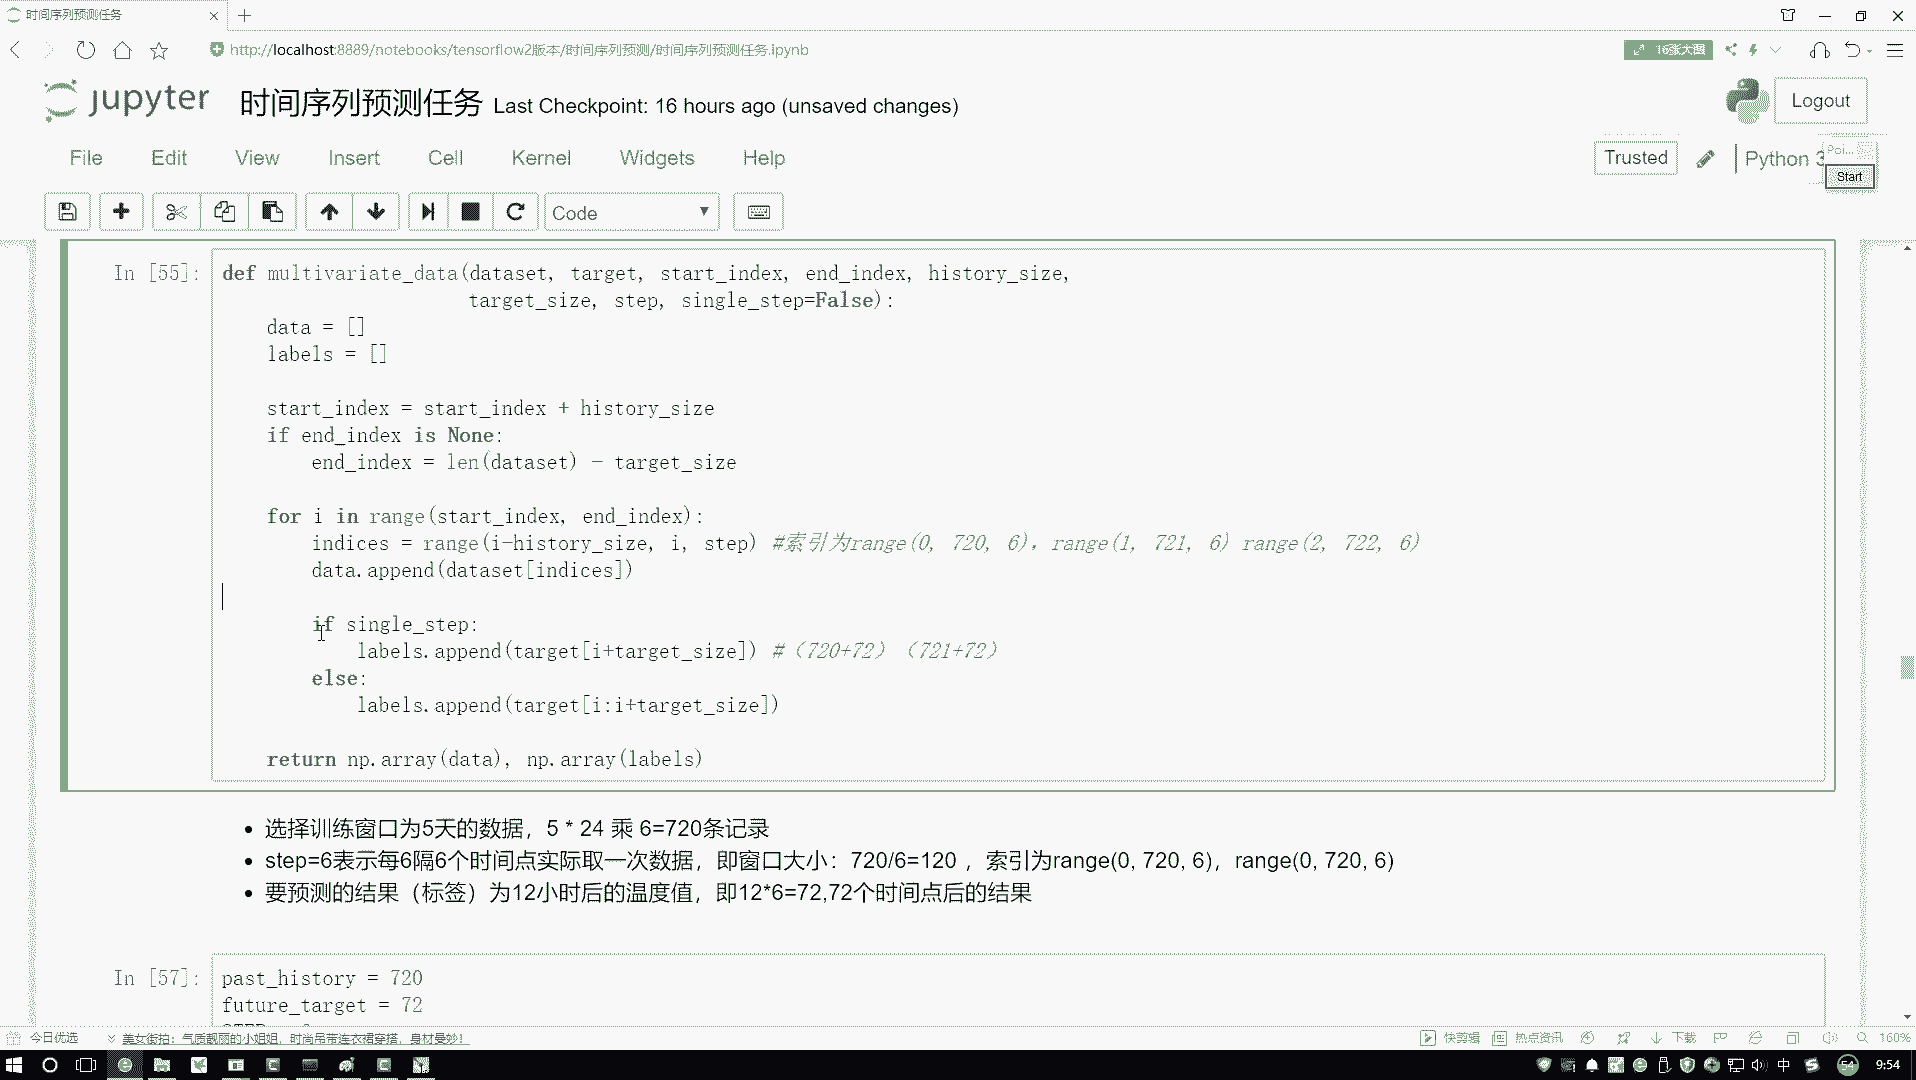 时间序列预测任务
http://localhost:8889/notebooks/tensorflow2版本/时间序列预测/时间序列预测任务.ipynb
16张大图
jupyter 时间序列预测任务 Last Checkpoint: 16 hours ago (unsaved changes)
Logout
File Edit View Insert Cell Kernel Widgets Help
Trusted Python 3
Poi...
Start
Code
In [55]: def multivariate_data(dataset, target, start_index, end_index, history_size,
target_size, step, single_step=False):
data = []
labels = []
start_index = start_index + history_size
if end_index is None:
end_index = len(dataset) - target_size
for i in range(start_index, end_index):
indices = range(i-history_size, i, step) #索引为range(0, 720, 6), range(1, 721, 6) range(2, 722, 6)
data.append(dataset[indices])
if single_step:
labels.append(target[i+target_size]) #（720+72）（721+72）
else:
labels.append(target[i:i+target_size])
return np.array(data), np.array(labels)
• 选择训练窗口为5天的数据，5 * 24 乘 6=720条记录
• step=6表示每6隔6个时间点实际取一次数据，即窗口大小：720/6=120 ，索引为range(0, 720, 6)，range(0, 720, 6)
• 要预测的结果（标签）为12小时后的温度值，即12*6=72,72个时间点后的结果
In [57]: past_history = 720
future_target = 72
今日优选 美女街拍：气质靓丽的小姐姐，时尚吊带连衣裙穿搭，身材曼妙！ 快剪辑 热点资讯 下载 160%
中 54 9:54